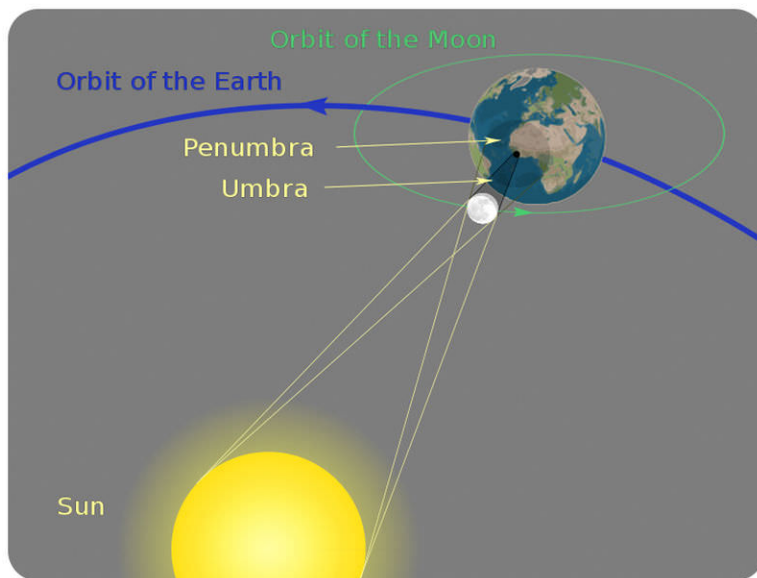 Orbit of the Moon
Orbit of the Earth
Penumbra
Umbra
Sun